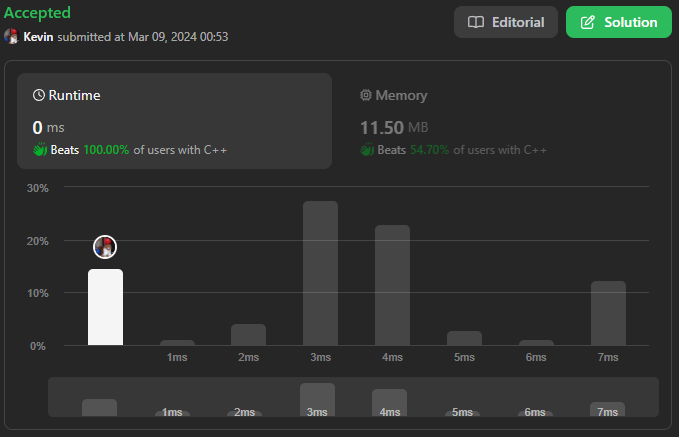 Accepted
Editorial
Solution
Kevin submitted at Mar 09, 2024 00:53
Runtime
Memory
0 ms
11.50 MB
Beats 100.00% of users with C++
Beats 54.70% of users with C++
30%
20%
10%
0%
1ms 2ms 3ms 4ms 5ms 6ms 7ms
1ms 2ms 3ms 4ms 5ms 6ms 7ms